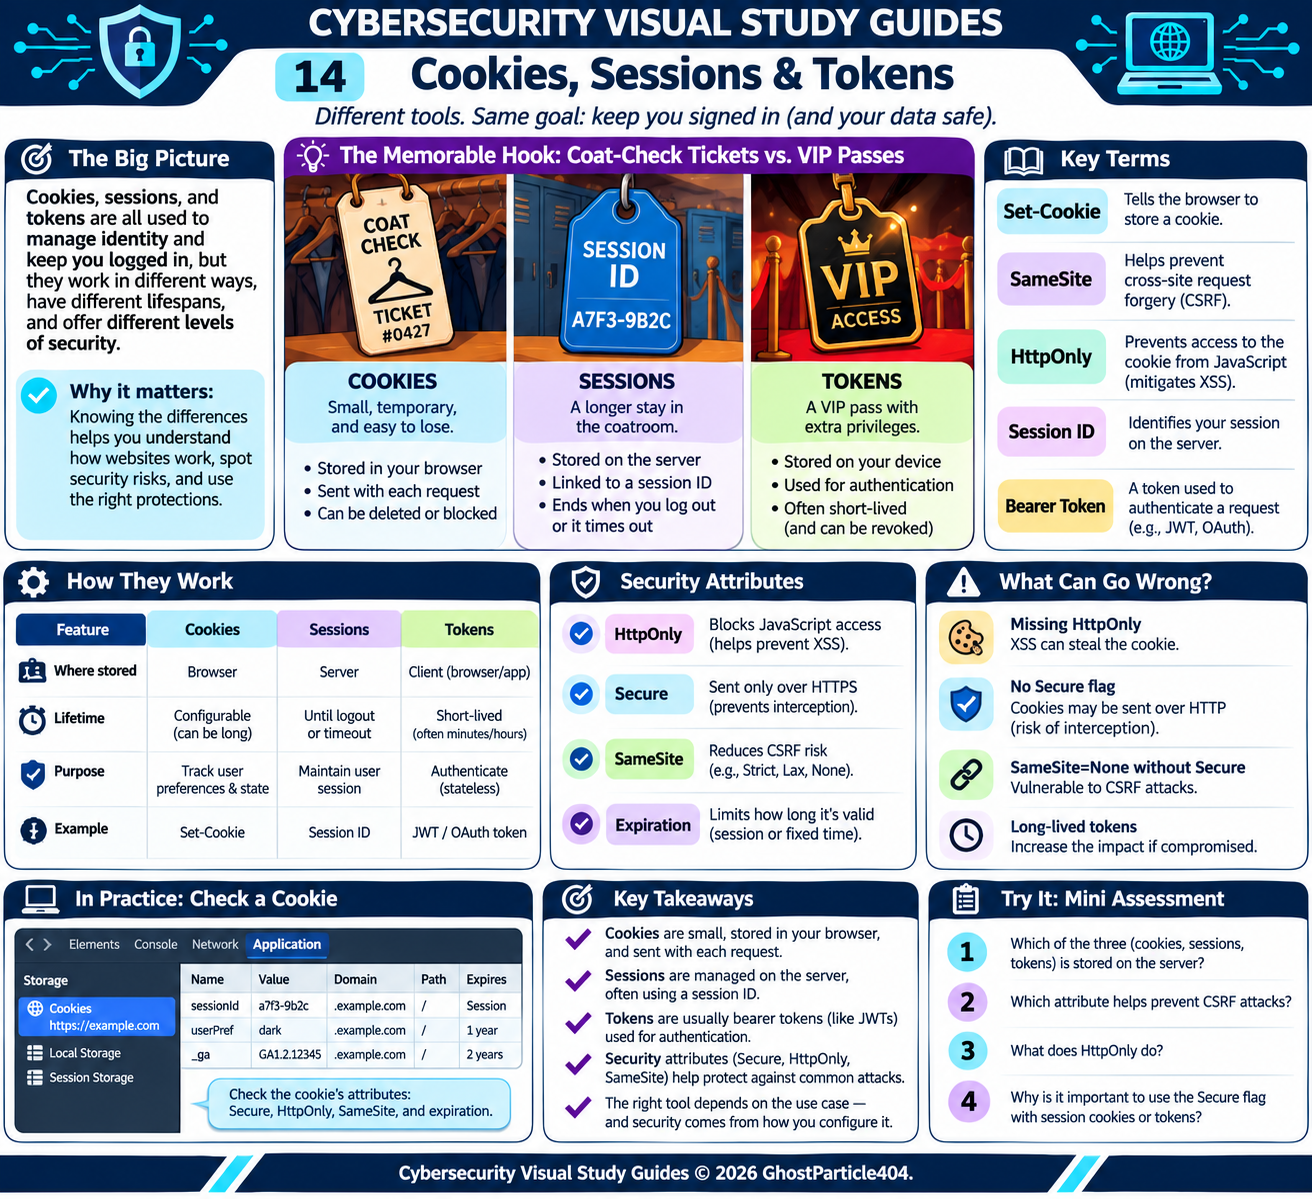 CYBERSECURITY VISUAL STUDY GUIDES
14
Cookies, Sessions & Tokens
Different tools. Same goal: keep you signed in (and your data safe).
The Big Picture
Cookies, sessions, and
tokens are all used to
manage identity and
keep you logged in, but
they work in different ways,
have different lifespans,
and offer different levels
of security.
Why it matters:
Knowing the differences
helps you understand
how websites work, spot
security risks, and use
the right protections.
The Memorable Hook: Coat-Check Tickets vs. VIP Passes
COAT
CHECK
TICKET
#0427
COOKIES
Small, temporary,
and easy to lose.
• Stored in your browser
• Sent with each request
• Can be deleted or blocked
SESSION
ID
A7F3-9B2C
SESSIONS
A longer stay in
the coatroom.
• Stored on the server
• Linked to a session ID
• Ends when you log out
or it times out
VIP
ACCESS
TOKENS
A VIP pass with
extra privileges.
• Stored on your device
• Used for authentication
• Often short-lived
(and can be revoked)
Key Terms
Set-Cookie
Tells the browser to
store a cookie.
SameSite
Helps prevent
cross-site request
forgery (CSRF).
HttpOnly
Prevents access to the
cookie from JavaScript
(mitigates XSS).
Session ID
Identifies your session
on the server.
Bearer Token
A token used to
authenticate a request
(e.g., JWT, OAuth).
How They Work
Feature Cookies Sessions Tokens
Where stored Browser Server Client (browser/app)
Lifetime
Configurable
(can be long)
Until logout
or timeout
Short-lived
(often minutes/hours)
Purpose
Track user
preferences & state
Maintain user
session
Authenticate
(stateless)
Example Set-Cookie Session ID JWT / OAuth token
Security Attributes
HttpOnly
Blocks JavaScript access
(helps prevent XSS).
Secure
Sent only over HTTPS
(prevents interception).
SameSite
Reduces CSRF risk
(e.g., Strict, Lax, None).
Expiration
Limits how long it's valid
(session or fixed time).
What Can Go Wrong?
Missing HttpOnly
XSS can steal the cookie.
No Secure flag
Cookies may be sent over HTTP
(risk of interception).
SameSite=None without Secure
Vulnerable to CSRF attacks.
Long-lived tokens
Increase the impact if compromised.
In Practice: Check a Cookie
Elements Console Network Application
Storage
Cookies
https://example.com
Local Storage
Session Storage
Name Value Domain Path Expires
sessionId a7f3-9b2c .example.com / Session
userPref dark .example.com / 1 year
_ga GA1.2.12345 .example.com / 2 years
Check the cookie's attributes:
Secure, HttpOnly, SameSite, and expiration.
Key Takeaways
Cookies are small, stored in your browser,
and sent with each request.
Sessions are managed on the server,
often using a session ID.
Tokens are usually bearer tokens (like JWTs)
used for authentication.
Security attributes (Secure, HttpOnly,
SameSite) help protect against common attacks.
The right tool depends on the use case —
and security comes from how you configure it.
Try It: Mini Assessment
1
Which of the three (cookies, sessions,
tokens) is stored on the server?
2
Which attribute helps prevent CSRF attacks?
3
What does HttpOnly do?
4
Why is it important to use the Secure flag
with session cookies or tokens?
Cybersecurity Visual Study Guides © 2026 GhostParticle404.